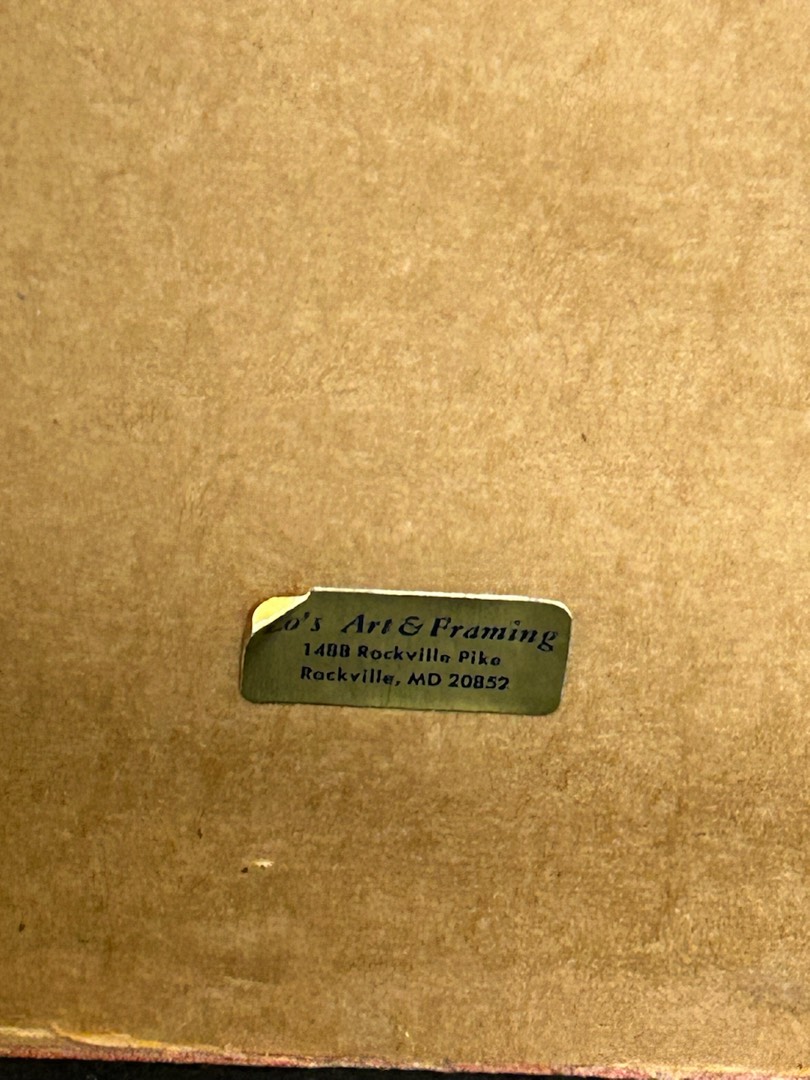 Art & Framing
1488 Rockville Pike
Rockville, MD 20852